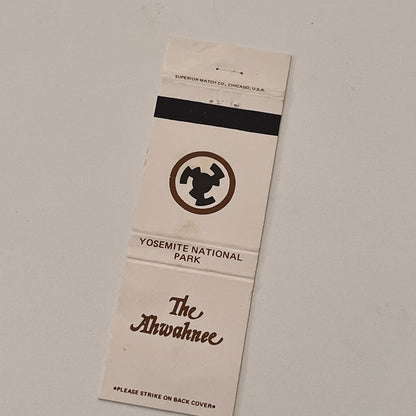 SUPERIOR MATCH CO., CHICAGO, U.S.A.
YOSEMITE NATIONAL
PARK
The
Ahwahnee
*PLEASE STRIKE ON BACK COVER*